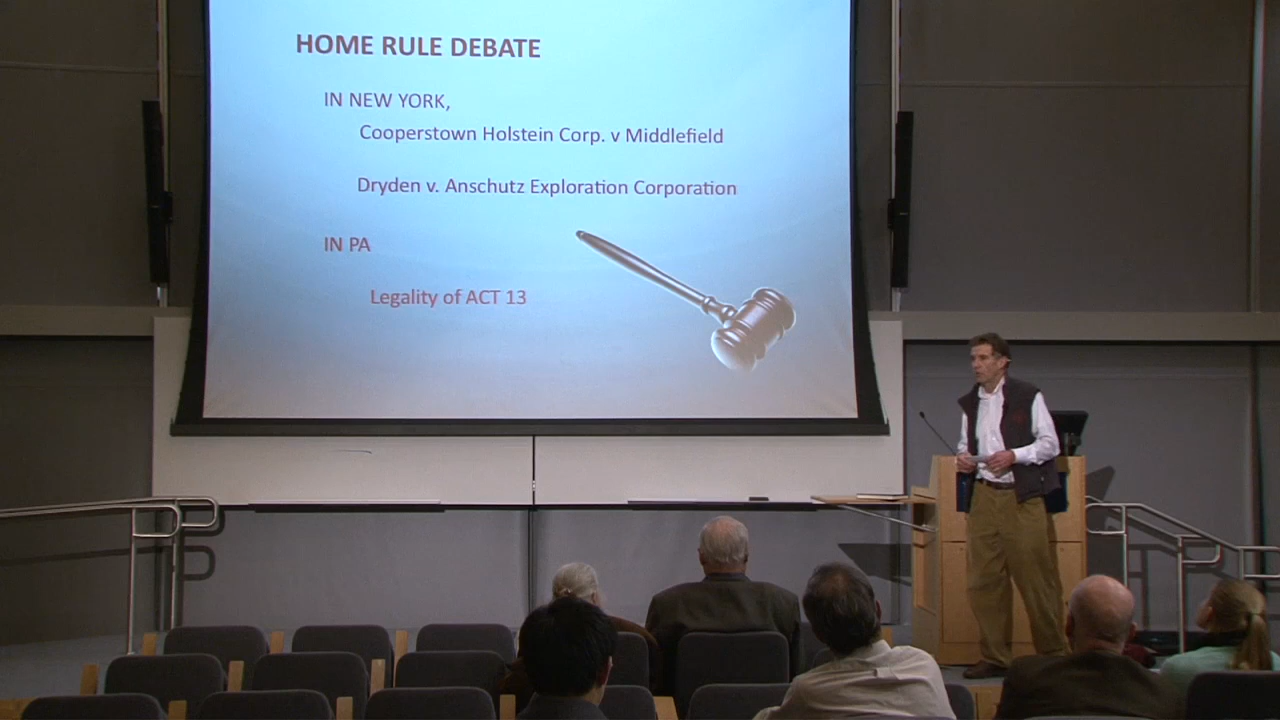 HOME RULE DEBATE
IN NEW YORK,
Cooperstown Holstein Corp. v Middlefield
Dryden v. Anschutz Exploration Corporation
IN PA
Legality of ACT 13